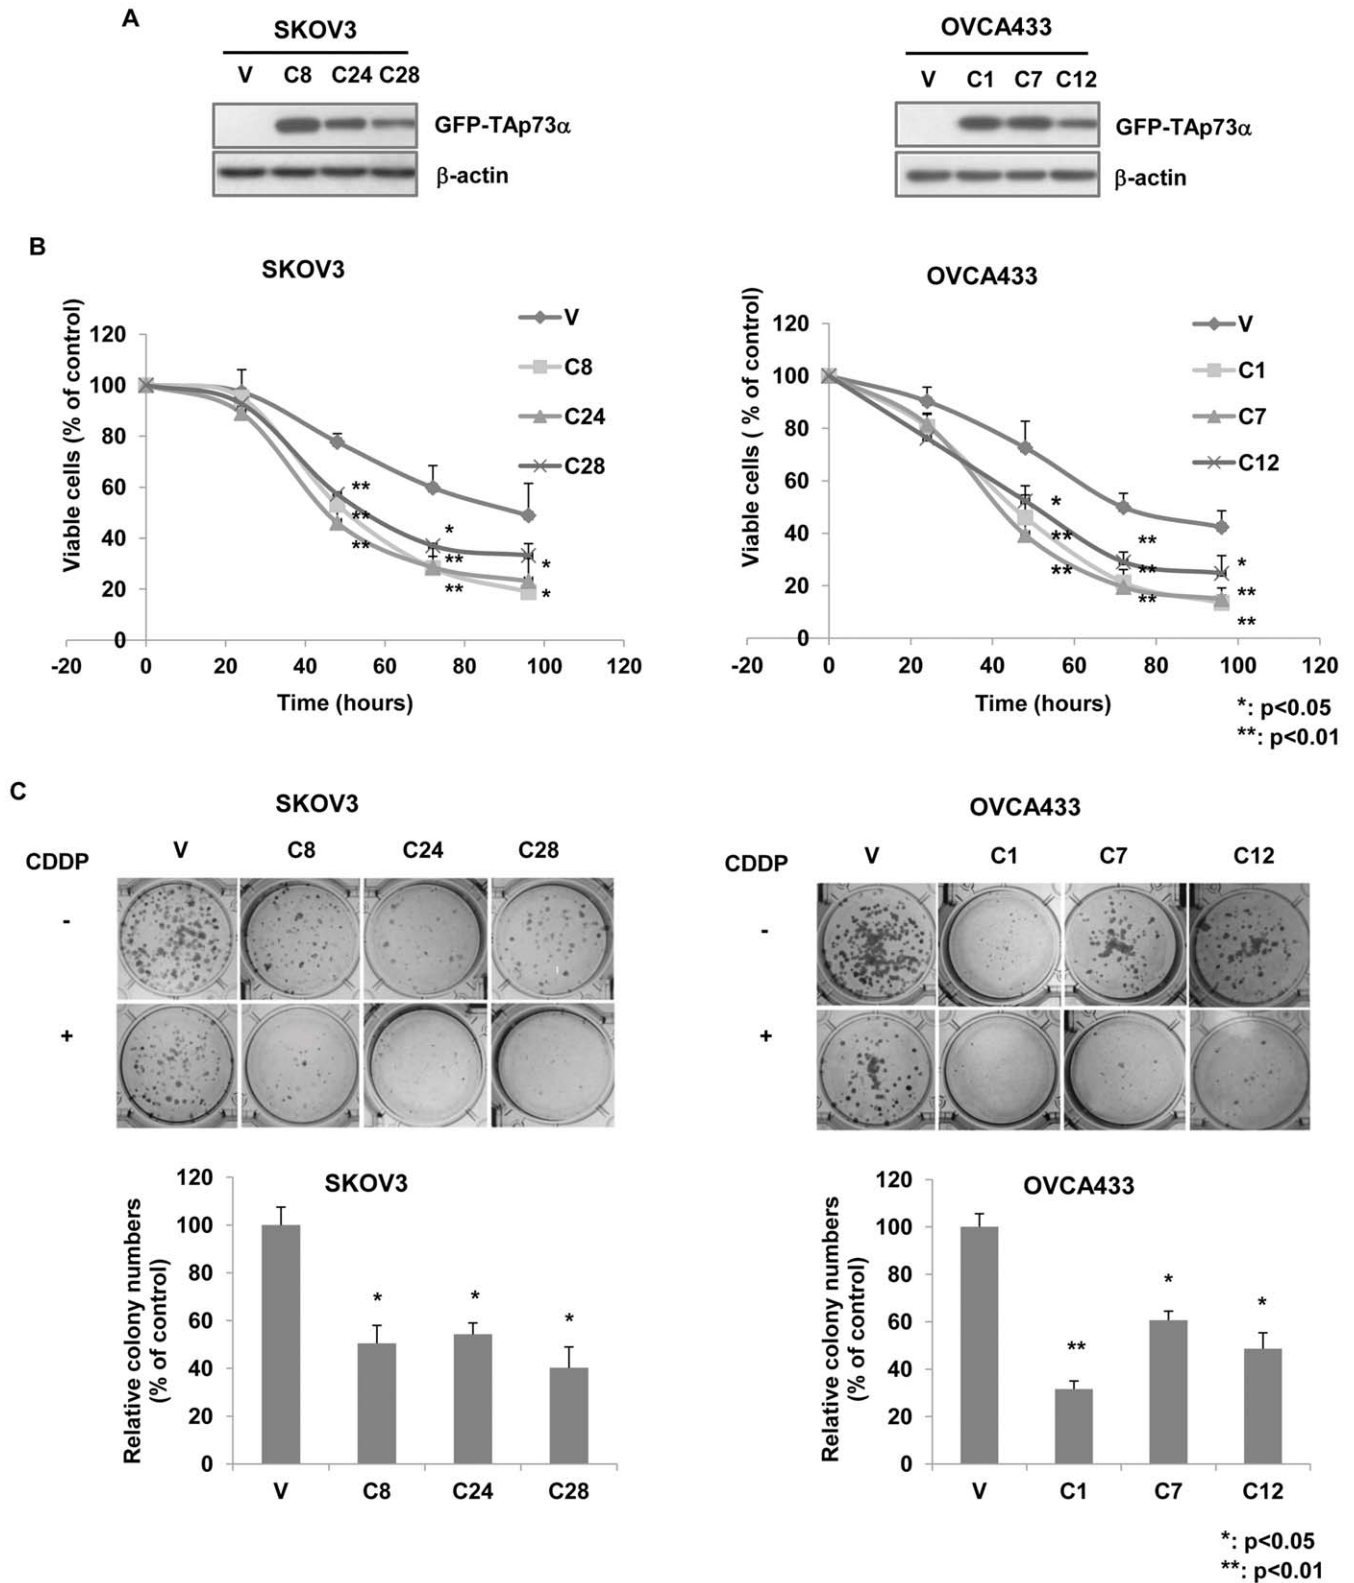 A
SKOV3
V C8 C24 C28
GFP-TAp73α
β-actin
OVCA433
V C1 C7 C12
GFP-TAp73α
β-actin
B
SKOV3
Viable cells (% of control)
120
100
80
60
40
20
0
-20 0 20 40 60 80 100 120
Time (hours)
V
C8
C24
C28
**
**
**
*
**
**
*
*
OVCA433
Viable cells ( % of control)
120
100
80
60
40
20
0
-20 0 20 40 60 80 100 120
Time (hours)
V
C1
C7
C12
*
**
**
**
**
**
*
**
**
*: p<0.05
**: p<0.01
C
SKOV3
CDDP V C8 C24 C28
-
+
OVCA433
CDDP V C1 C7 C12
-
+
SKOV3
Relative colony numbers
(% of control)
120
100
80
60
40
20
0
* * *
V C8 C24 C28
OVCA433
Relative colony numbers
(% of control)
120
100
80
60
40
20
0
** * *
V C1 C7 C12
*: p<0.05
**: p<0.01